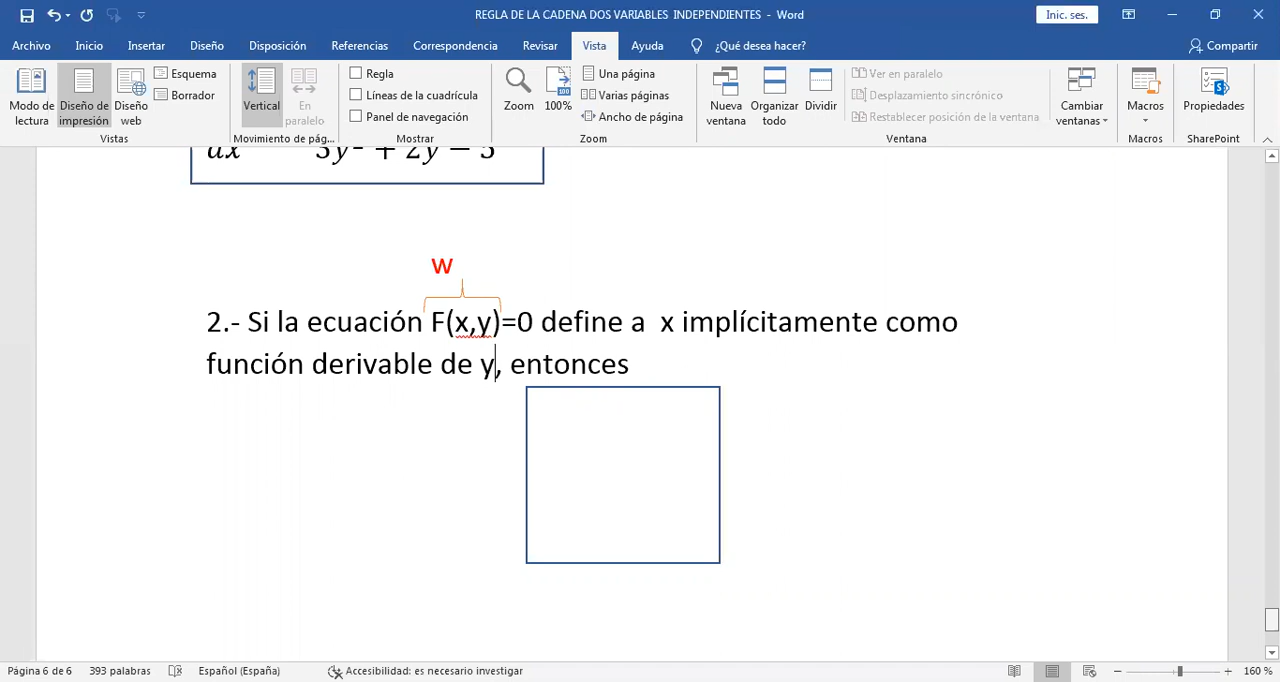 REGLA DE LA CADENA DOS VARIABLES INDEPENDIENTES - Word
Inic. ses.
Archivo Inicio Insertar Diseño Disposición Referencias Correspondencia Revisar Vista Ayuda ¿Qué desea hacer? Compartir
Modo de lectura
Diseño de impresión
Diseño web
Esquema
Borrador
Vistas
Vertical
En paralelo
Movimiento de pág...
Regla
Líneas de la cuadrícula
Panel de navegación
Mostrar
Zoom
100
100%
Una página
Varias páginas
Ancho de página
Zoom
Nueva ventana
Organizar todo
Dividir
Ver en paralelo
Desplazamiento sincrónico
Restablecer posición de la ventana
Cambiar ventanas
Ventana
Macros
Macros
Propiedades
SharePoint
dx 3y² + 2y − 5
w
2.- Si la ecuación F(x,y)=0 define a x implícitamente como
función derivable de y, entonces
Página 6 de 6 393 palabras Español (España) Accesibilidad: es necesario investigar 160 %